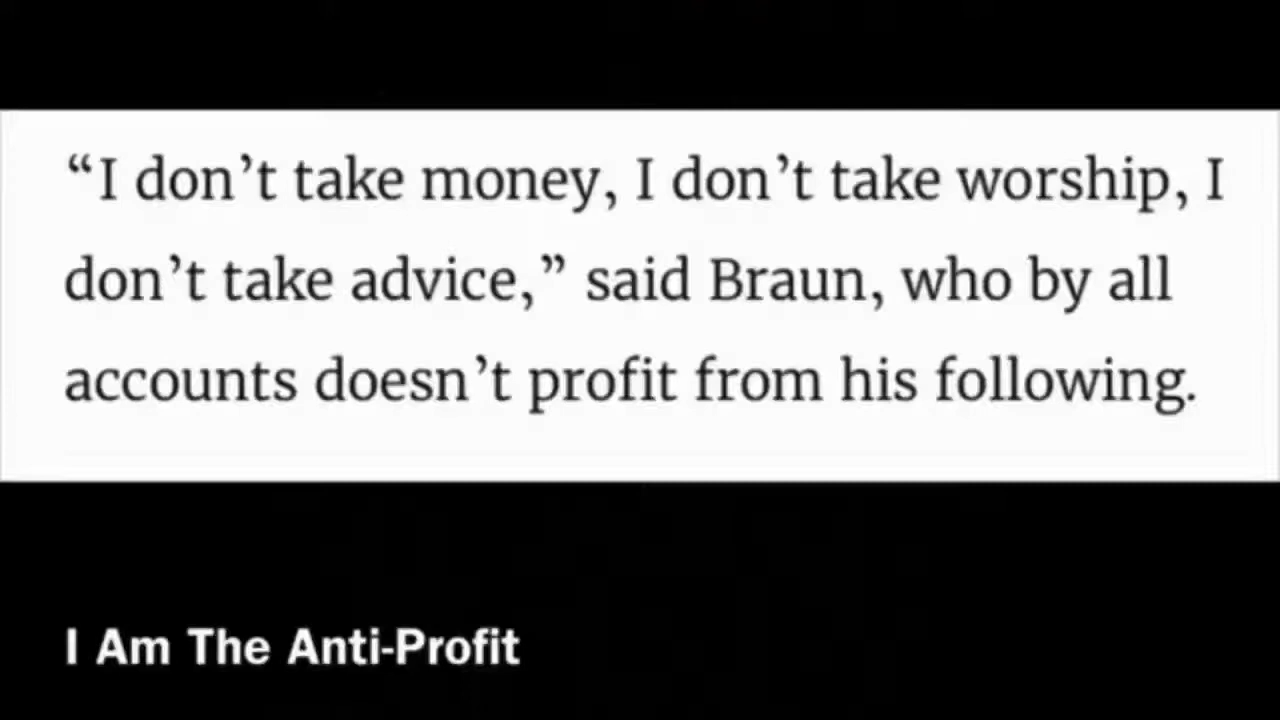 “I don’t take money, I don’t take worship, I
don’t take advice,” said Braun, who by all
accounts doesn’t profit from his following.
I Am The Anti-Profit